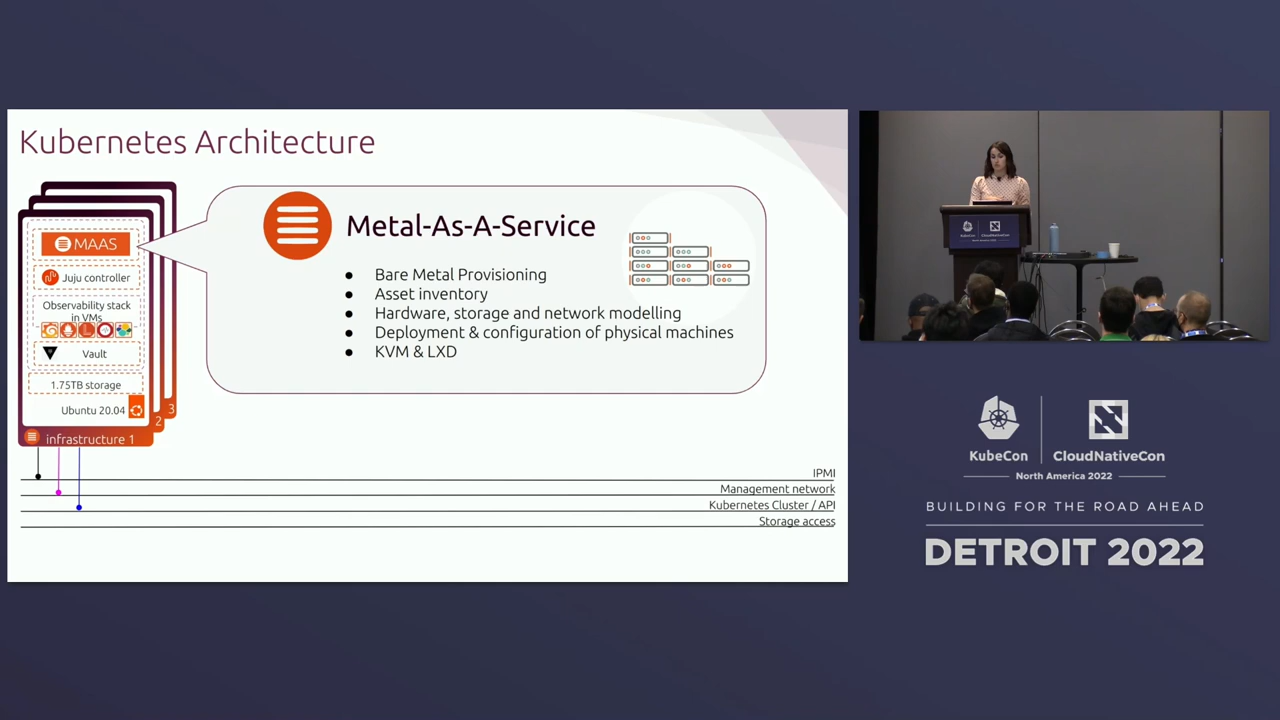 Kubernetes Architecture
MAAS
Juju controller
Observability stack
in VMs
Vault
1.75TB storage
Ubuntu 20.04
infrastructure 1
2
3
Metal-As-A-Service
● Bare Metal Provisioning
● Asset inventory
● Hardware, storage and network modelling
● Deployment & configuration of physical machines
● KVM & LXD
IPMI
Management network
Kubernetes Cluster / API
Storage access
KubeCon
CloudNativeCon
North America 2022
BUILDING FOR THE ROAD AHEAD
DETROIT 2022